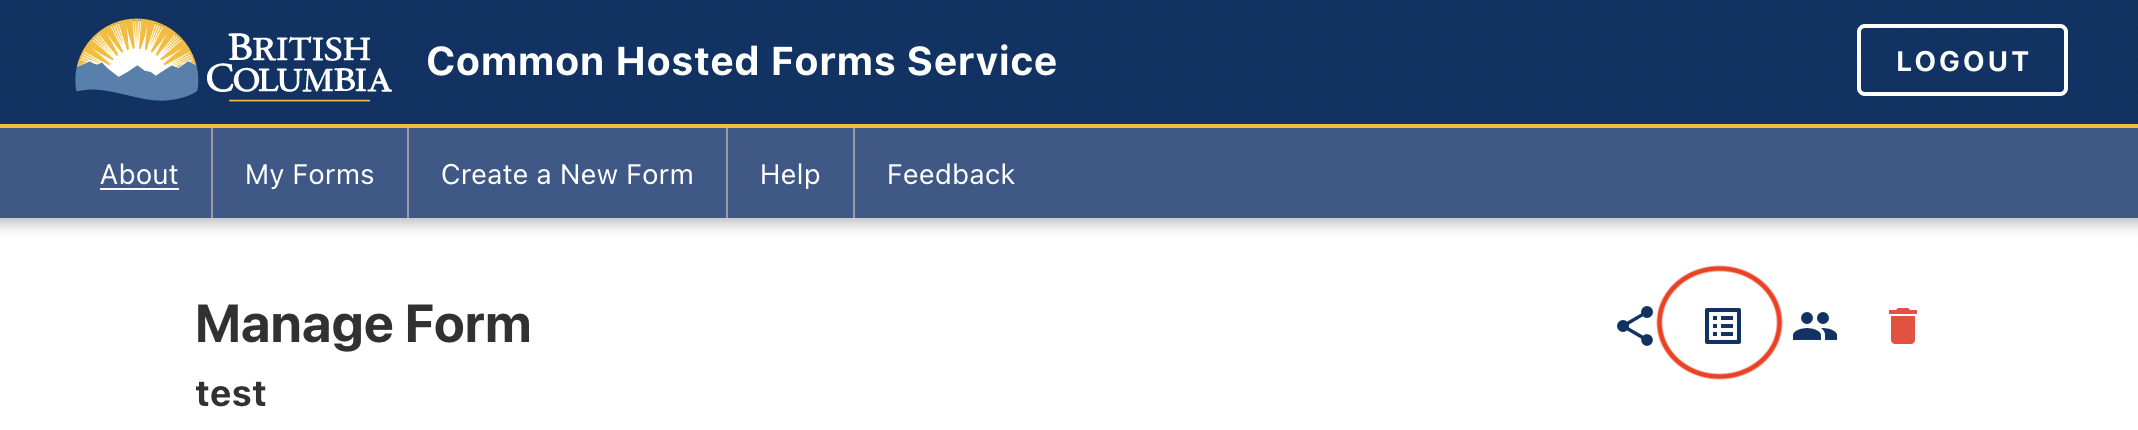 BRITISH
COLUMBIA
Common Hosted Forms Service
LOGOUT
About
My Forms
Create a New Form
Help
Feedback
Manage Form
test